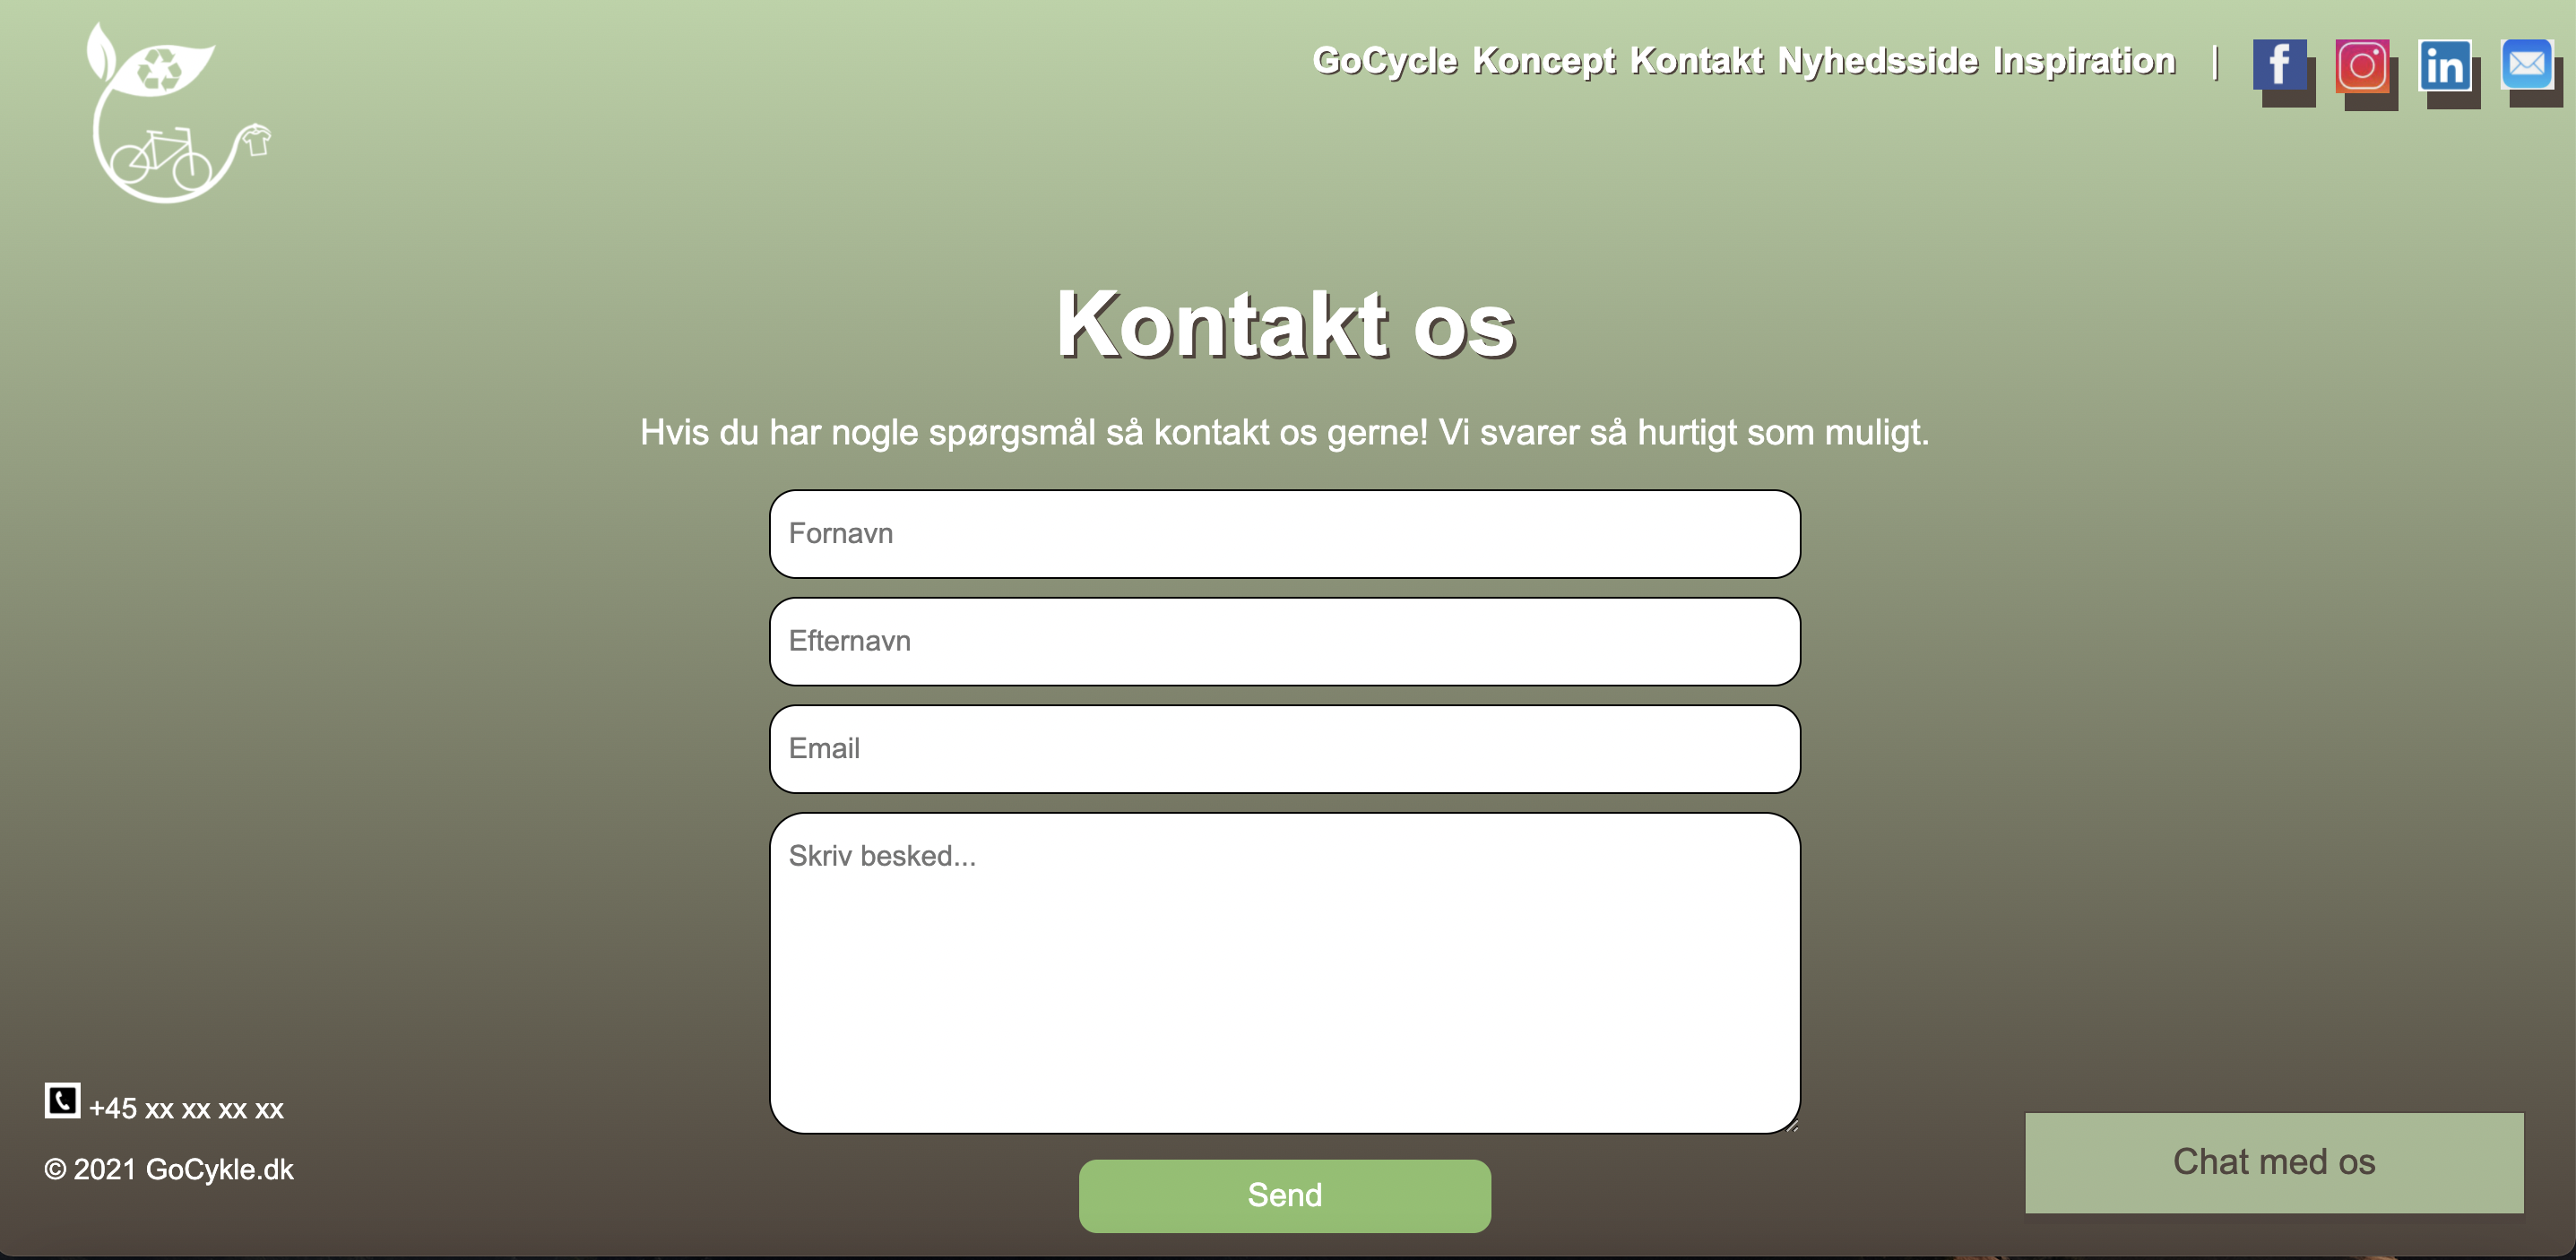 GoCycle Koncept Kontakt Nyhedsside Inspiration |
Kontakt os
Hvis du har nogle spørgsmål så kontakt os gerne! Vi svarer så hurtigt som muligt.
Fornavn
Efternavn
Email
Skriv besked...
+45 xx xx xx xx
© 2021 GoCykle.dk
Send
Chat med os